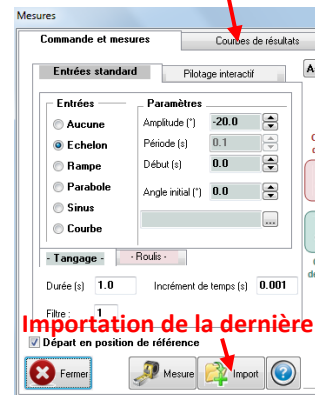 Mesures
Commande et mesures
Courbes de résultats
Entrées standard
Pilotage interactif
Entrées
Paramètres
Aucune
Amplitude (°)
-20.0
Echelon
Période (s)
0.1
Rampe
Début (s)
0.0
Parabole
Angle initial (°)
0.0
Sinus
Courbe
...
- Tangage -
- Roulis -
Durée (s)
1.0
Incrément de temps (s)
0.001
Filtre :
1
Importation de la dernière
Départ en position de référence
Fermer
Mesure
Import
?